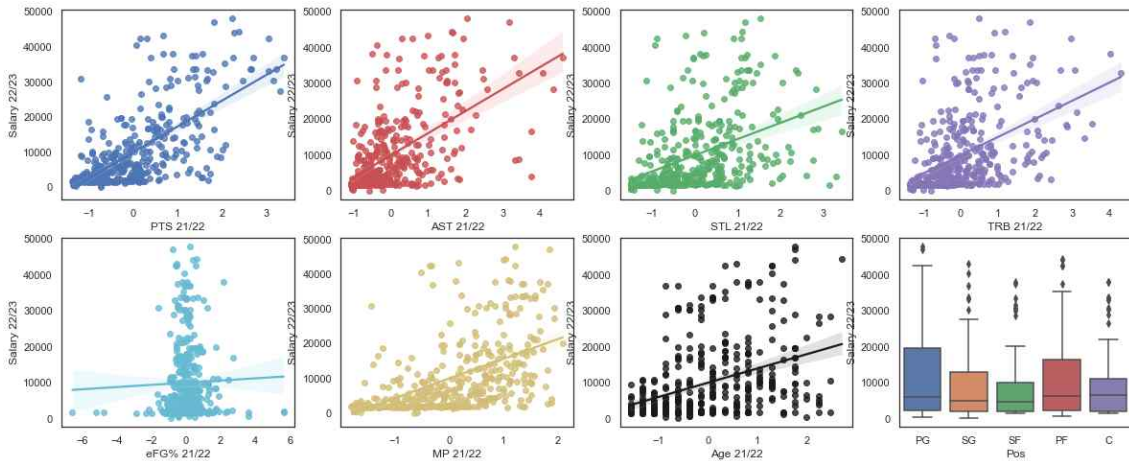 50000 50000 50000 50000
40000 40000 40000 40000
30000 30000 30000 30000
Salary 22/23 Salary 22/23 Salary 22/23 Salary 22/23
20000 20000 20000 20000
10000 10000 10000 10000
0 0 0 0
−1 0 1 2 3 −1 0 1 2 3 4 −1 0 1 2 3 −1 0 1 2 3 4
PTS 21/22 AST 21/22 STL 21/22 TRB 21/22
50000 50000 50000 50000
40000 40000 40000 40000
30000 30000 30000 30000
Salary 22/23 Salary 22/23 Salary 22/23 Salary 22/23
20000 20000 20000 20000
10000 10000 10000 10000
0 0 0 0
−6 −4 −2 0 2 4 6 −1 0 1 2 −1 0 1 2 PG SG SF PF C
eFG% 21/22 MP 21/22 Age 21/22 Pos